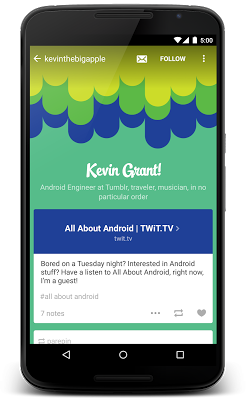 5:00
kevinthebigapple
FOLLOW
Kevin Grant!
Android Engineer at Tumblr, traveler, musician, in no
particular order
All About Android | TWiT.TV >
twit.tv
Bored on a Tuesday night? Interested in Android
stuff? Have a listen to All About Android, right now,
I'm a guest!
#all about android
7 notes
parepin